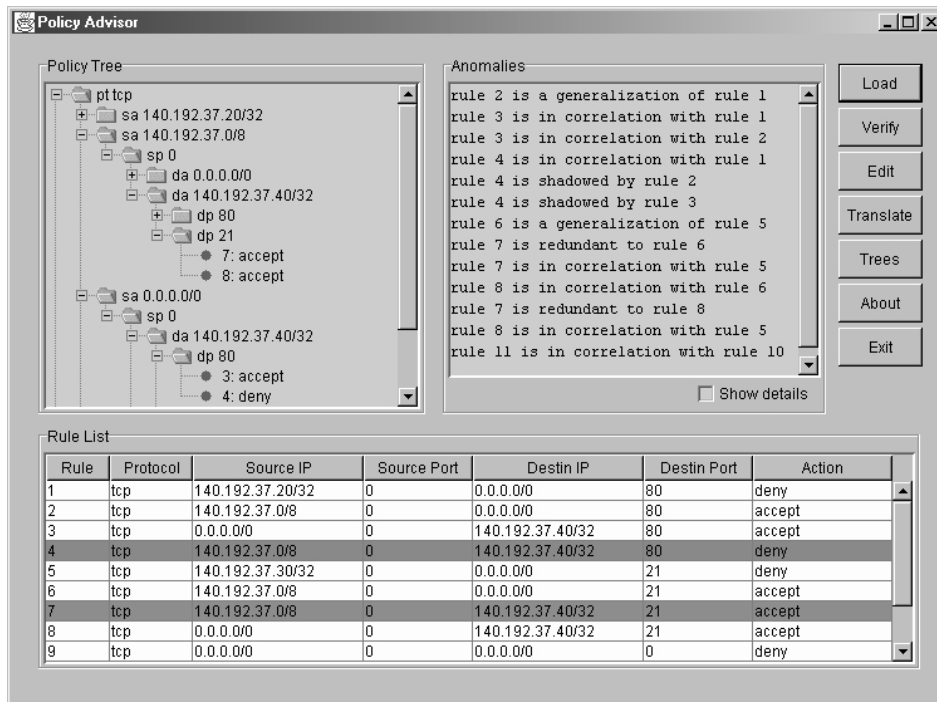 Policy Advisor
Policy Tree
pt tcp
sa 140.192.37.20/32
sa 140.192.37.0/8
sp 0
da 0.0.0.0/0
da 140.192.37.40/32
dp 80
dp 21
7: accept
8: accept
sa 0.0.0.0/0
sp 0
da 140.192.37.40/32
dp 80
3: accept
4: deny
Anomalies
rule 2 is a generalization of rule 1
rule 3 is in correlation with rule 1
rule 3 is in correlation with rule 2
rule 4 is in correlation with rule 1
rule 4 is shadowed by rule 2
rule 4 is shadowed by rule 3
rule 6 is a generalization of rule 5
rule 7 is redundant to rule 6
rule 7 is in correlation with rule 5
rule 8 is in correlation with rule 6
rule 7 is redundant to rule 8
rule 8 is in correlation with rule 5
rule 11 is in correlation with rule 10
Show details
Load
Verify
Edit
Translate
Trees
About
Exit
Rule List
Rule Protocol Source IP Source Port Destin IP Destin Port Action
1 tcp 140.192.37.20/32 0 0.0.0.0/0 80 deny
2 tcp 140.192.37.0/8 0 0.0.0.0/0 80 accept
3 tcp 0.0.0.0/0 0 140.192.37.40/32 80 accept
4 tcp 140.192.37.0/8 0 140.192.37.40/32 80 deny
5 tcp 140.192.37.30/32 0 0.0.0.0/0 21 deny
6 tcp 140.192.37.0/8 0 0.0.0.0/0 21 accept
7 tcp 140.192.37.0/8 0 140.192.37.40/32 21 accept
8 tcp 0.0.0.0/0 0 140.192.37.40/32 21 accept
9 tcp 0.0.0.0/0 0 0.0.0.0/0 0 deny